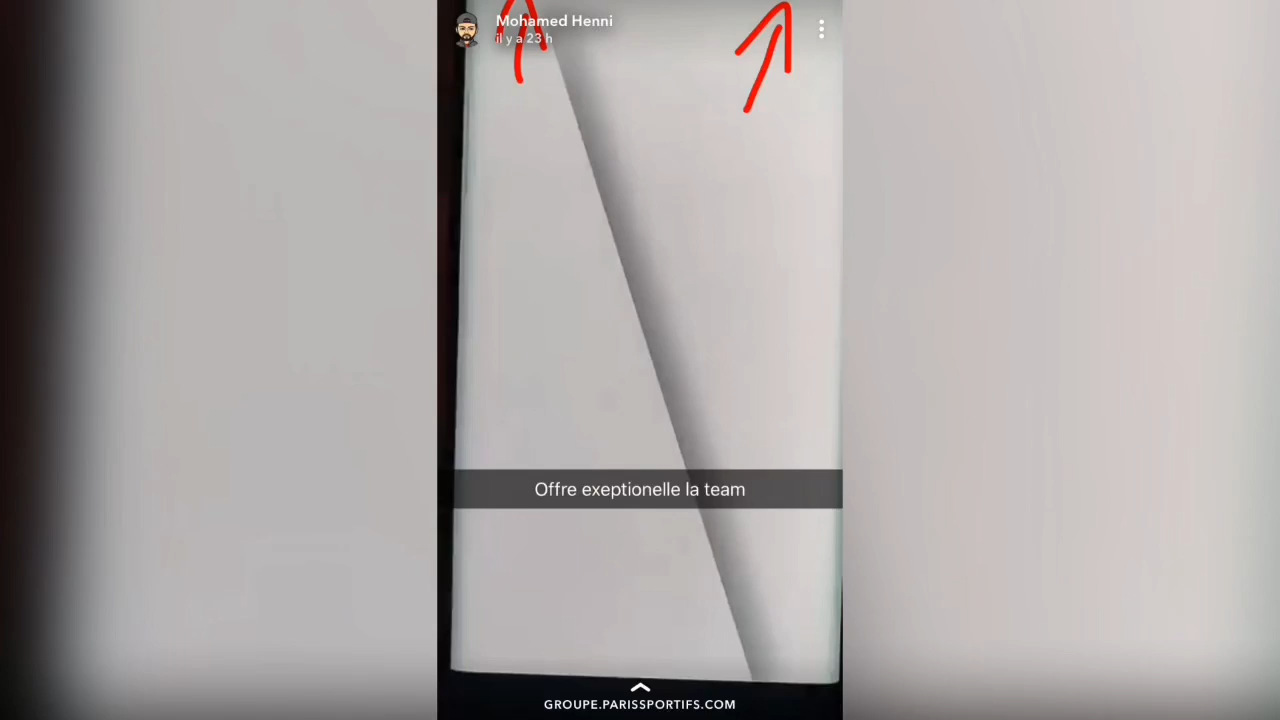 Mohamed Henni
il y a 23 h
Offre exeptionelle la team
GROUPE.PARISSPORTIFS.COM